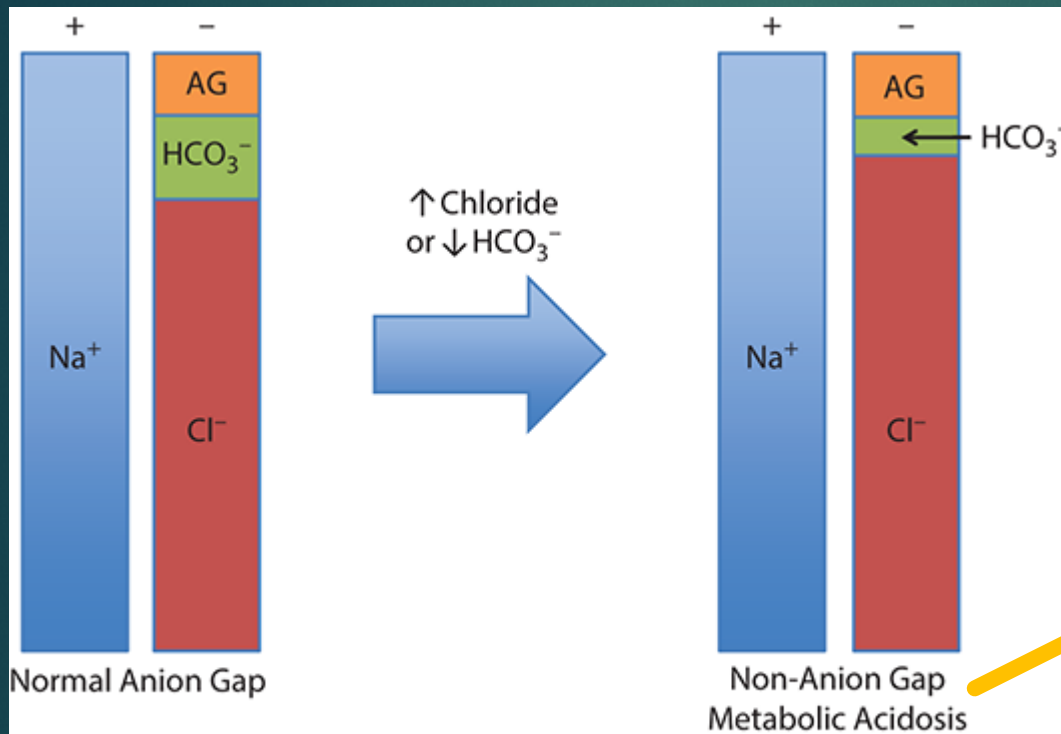 + −
AG
HCO₃⁻
Na⁺
Cl⁻
Normal Anion Gap
↑ Chloride
or ↓ HCO₃⁻
+ −
AG
HCO₃⁻
Na⁺
Cl⁻
Non-Anion Gap
Metabolic Acidosis